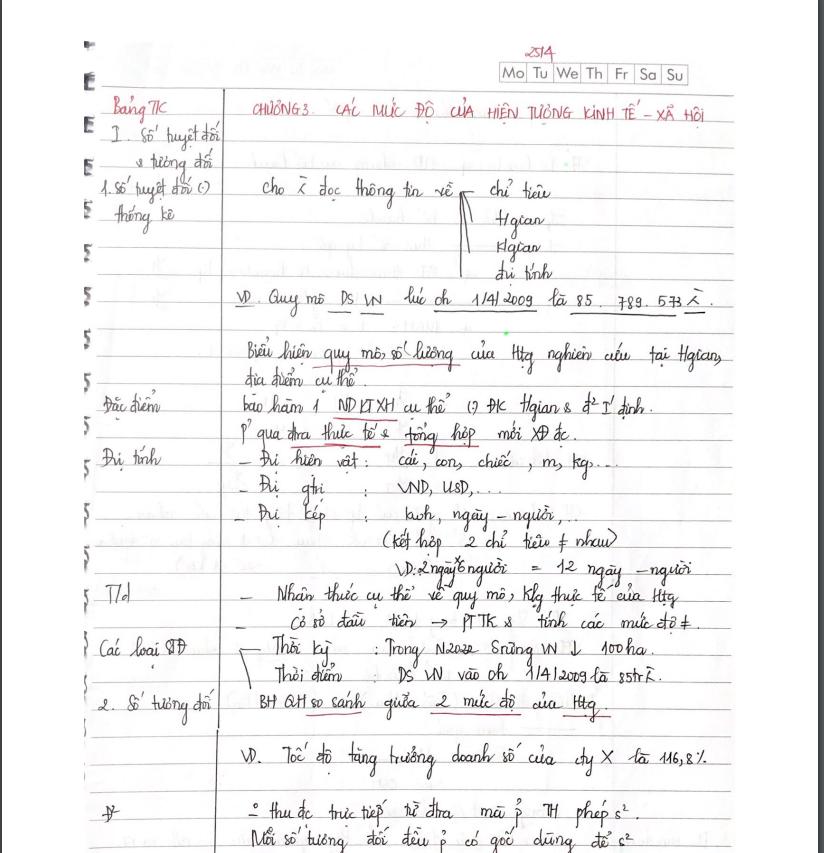 25/4
Mo Tu We Th Fr Sa Su
Bảng TK
CHƯƠNG 3. CÁC MỨC ĐỘ CỦA HIỆN TƯỢNG KINH TẾ - XÃ HỘI
I. Số tuyệt đối
& tương đối
1. Số tuyệt đối (.)
thống kê
cho đọc thông tin về
chỉ tiêu
t/gian
k/gian
đvị tính
VD. Quy mô DS VN lúc 0h 1/4/2009 là 85.789.573
Biểu hiện quy mô, số lượng của Htg nghiên cứu tại t/gian,
địa điểm cụ thể.
Đặc điểm
bao hàm 1 ND KTXH cụ thể (.) ĐK t/gian & đ² I' định.
P' qua đtra thực tế & tổng hợp mới XĐ đc.
Đvị tính
- Đvị hiện vật : cái, con, chiếc, m, kg,...
- Đvị gtrị : VND, USD,...
- Đvị kép : kwh, ngày - người,..
(kết hợp 2 chỉ tiêu ≠ nhau)
VD: 2 ngày * 6 người = 12 ngày - người
T/d
- Nhận thức cụ thể về quy mô, klg thực tế của Htg
- Cơ sở đầu tiên → PTTK & tính các mức độ ≠.
Các loại STĐ
Thời kỳ : Trong N2022 Srừng VN ↓ 100ha.
Thời điểm : DS VN vào 0h 1/4/2009 là 85tr
2. Số tương đối
BH QH so sánh giữa 2 mức độ của Htg.
VD. Tốc độ tăng trưởng doanh số của cty X là 116,8%
Đ²
thu đc trực tiếp từ đtra mà p' TH phép s².
Mỗi số tương đối đều p' có gốc dùng để s²